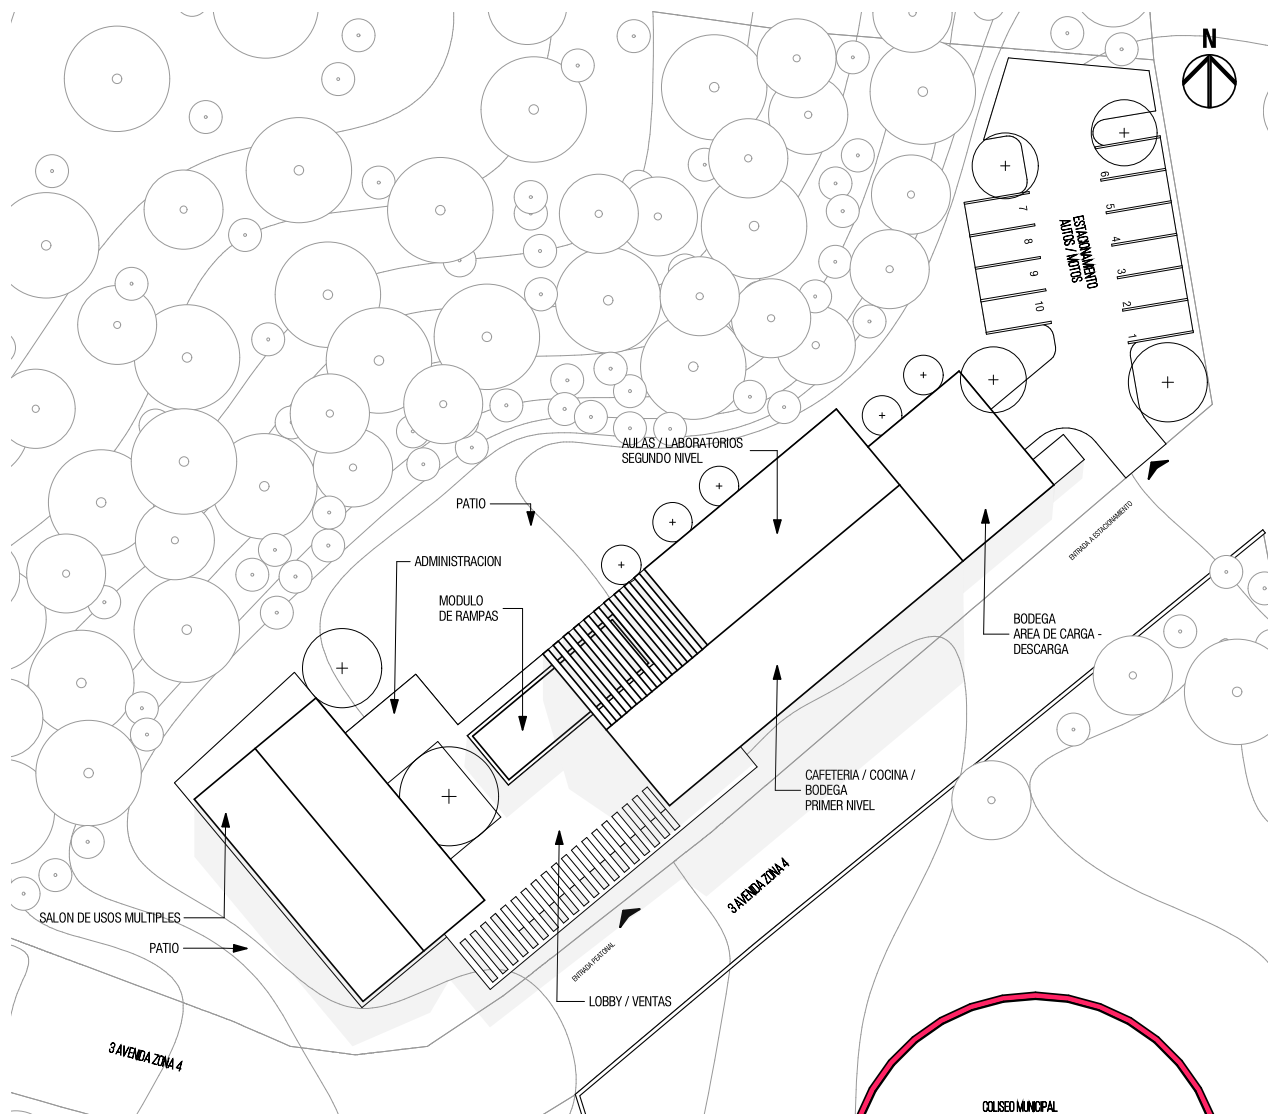 N
6
5
4
3
2
1
7
8
9
10
ESTACIONAMIENTO
AUTOS / MOTOS
AULAS / LABORATORIOS
SEGUNDO NIVEL
PATIO
ENTRADA A ESTACIONAMIENTO
ADMINISTRACION
MODULO
DE RAMPAS
BODEGA
AREA DE CARGA -
DESCARGA
CAFETERIA / COCINA /
BODEGA
PRIMER NIVEL
3 AVENIDA ZONA 4
SALON DE USOS MULTIPLES
PATIO
ENTRADA PEATONAL
LOBBY / VENTAS
3 AVENIDA ZONA 4
COLISEO MUNICIPAL